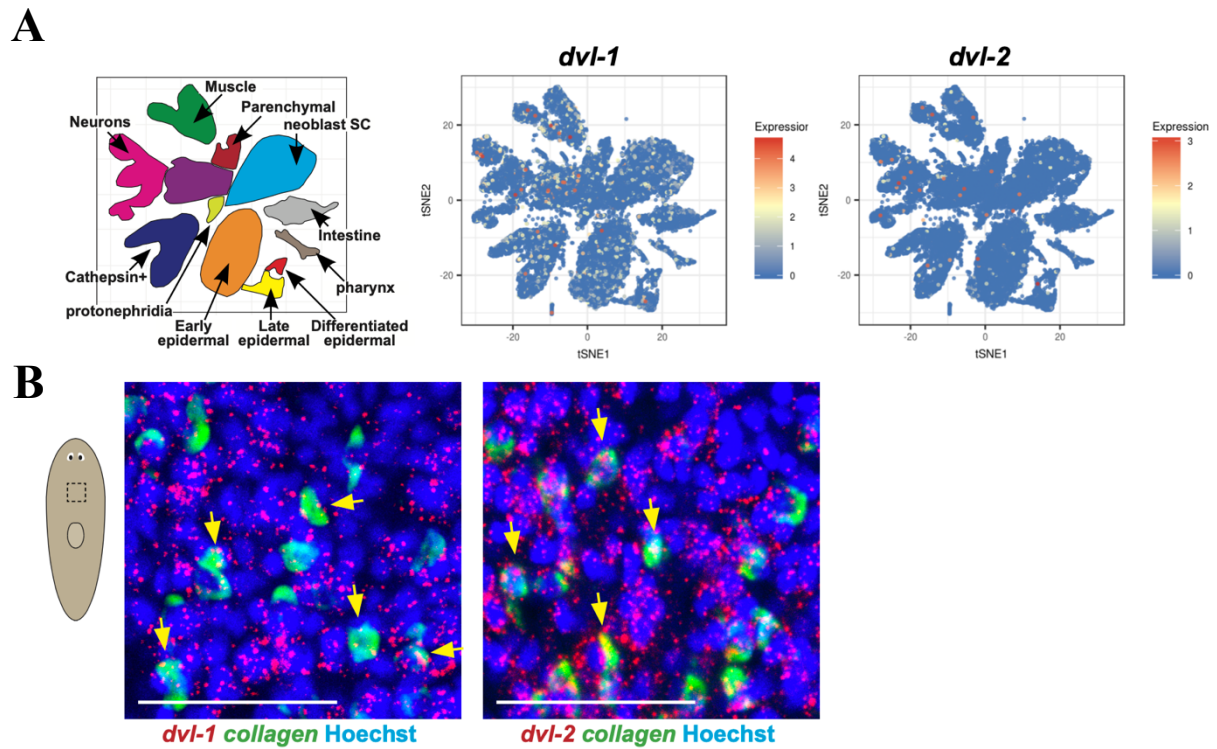 A
dvl-1
dvl-2
Muscle
Parenchymal
Neurons
neoblast SC
Intestine
Cathepsin+
pharynx
protonephridia
Early epidermal
Late epidermal
Differentiated epidermal
Expression
4
3
2
1
0
20
0
-20
tSNE2
-20
0
20
tSNE1
Expression
3
2
1
0
20
0
-20
tSNE2
-20
0
20
tSNE1
B
dvl-1 collagen Hoechst
dvl-2 collagen Hoechst